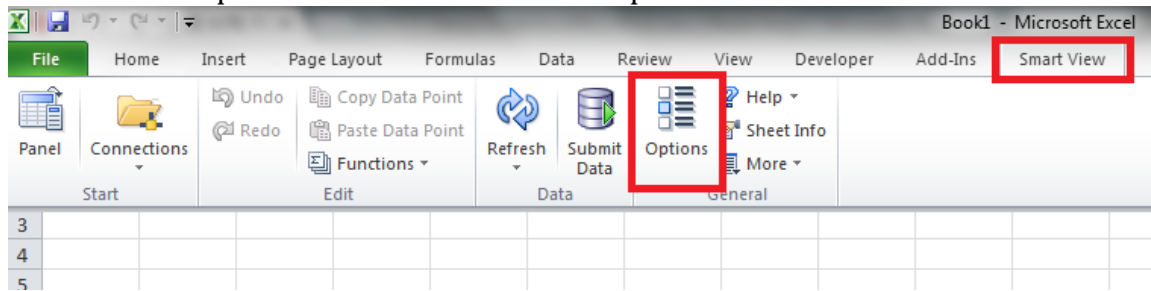 Book1 - Microsoft Excel
File Home Insert Page Layout Formulas Data Review View Developer Add-Ins Smart View
Undo Copy Data Point Help
Redo Paste Data Point Sheet Info
Panel Connections Functions Refresh Submit Data Options More
Start Edit Data General
3
4
5